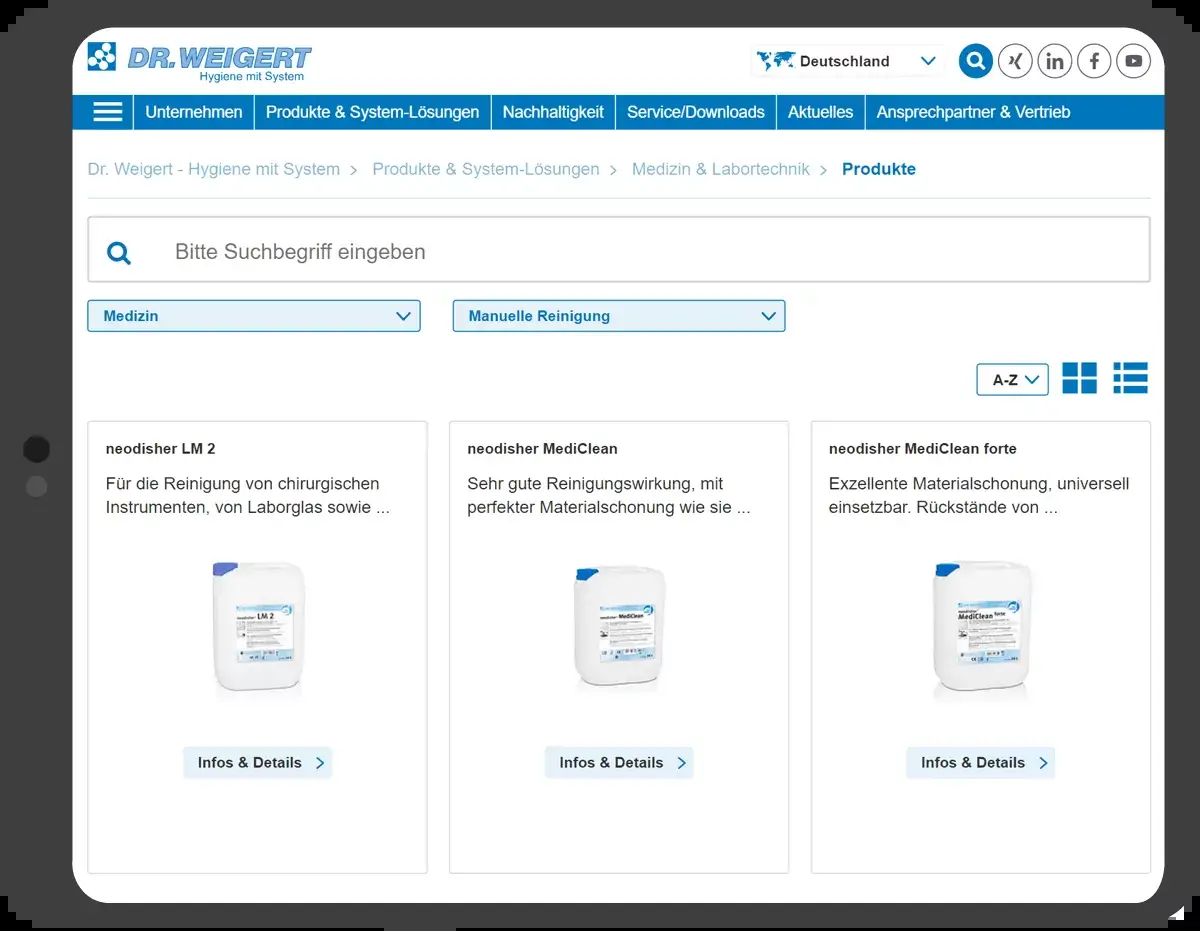 DR.WEIGERT
Hygiene mit System
Deutschland
Unternehmen
Produkte & System-Lösungen
Nachhaltigkeit
Service/Downloads
Aktuelles
Ansprechpartner & Vertrieb
Dr. Weigert - Hygiene mit System > Produkte & System-Lösungen > Medizin & Labortechnik > Produkte
Bitte Suchbegriff eingeben
Medizin
Manuelle Reinigung
A-Z
neodisher LM 2
Für die Reinigung von chirurgischen
Instrumenten, von Laborglas sowie ...
LM 2
Infos & Details
neodisher MediClean
Sehr gute Reinigungswirkung, mit
perfekter Materialschonung wie sie ...
MediClean
Infos & Details
neodisher MediClean forte
Exzellente Materialschonung, universell
einsetzbar. Rückstände von ...
MediClean forte
Infos & Details